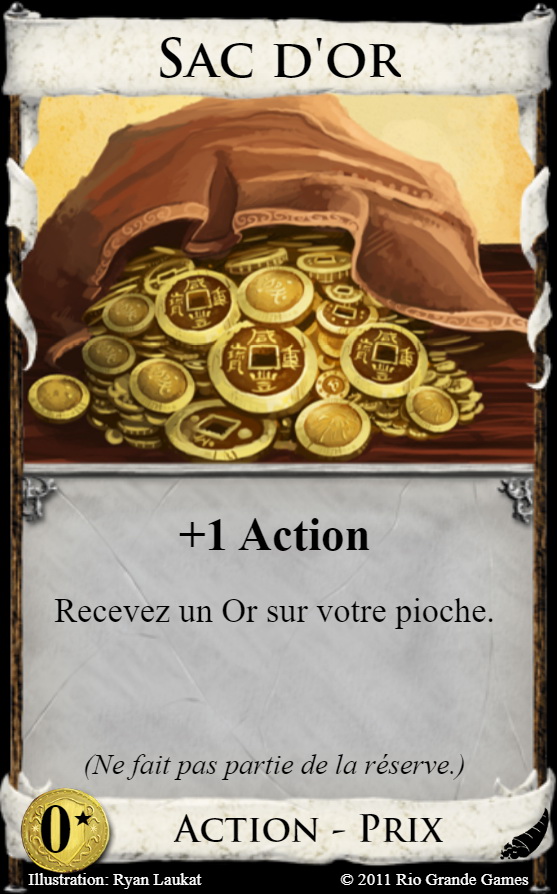 Sac d'or
+1 Action
Recevez un Or sur votre pioche.
(Ne fait pas partie de la réserve.)
0*
Action - Prix
Illustration: Ryan Laukat © 2011 Rio Grande Games